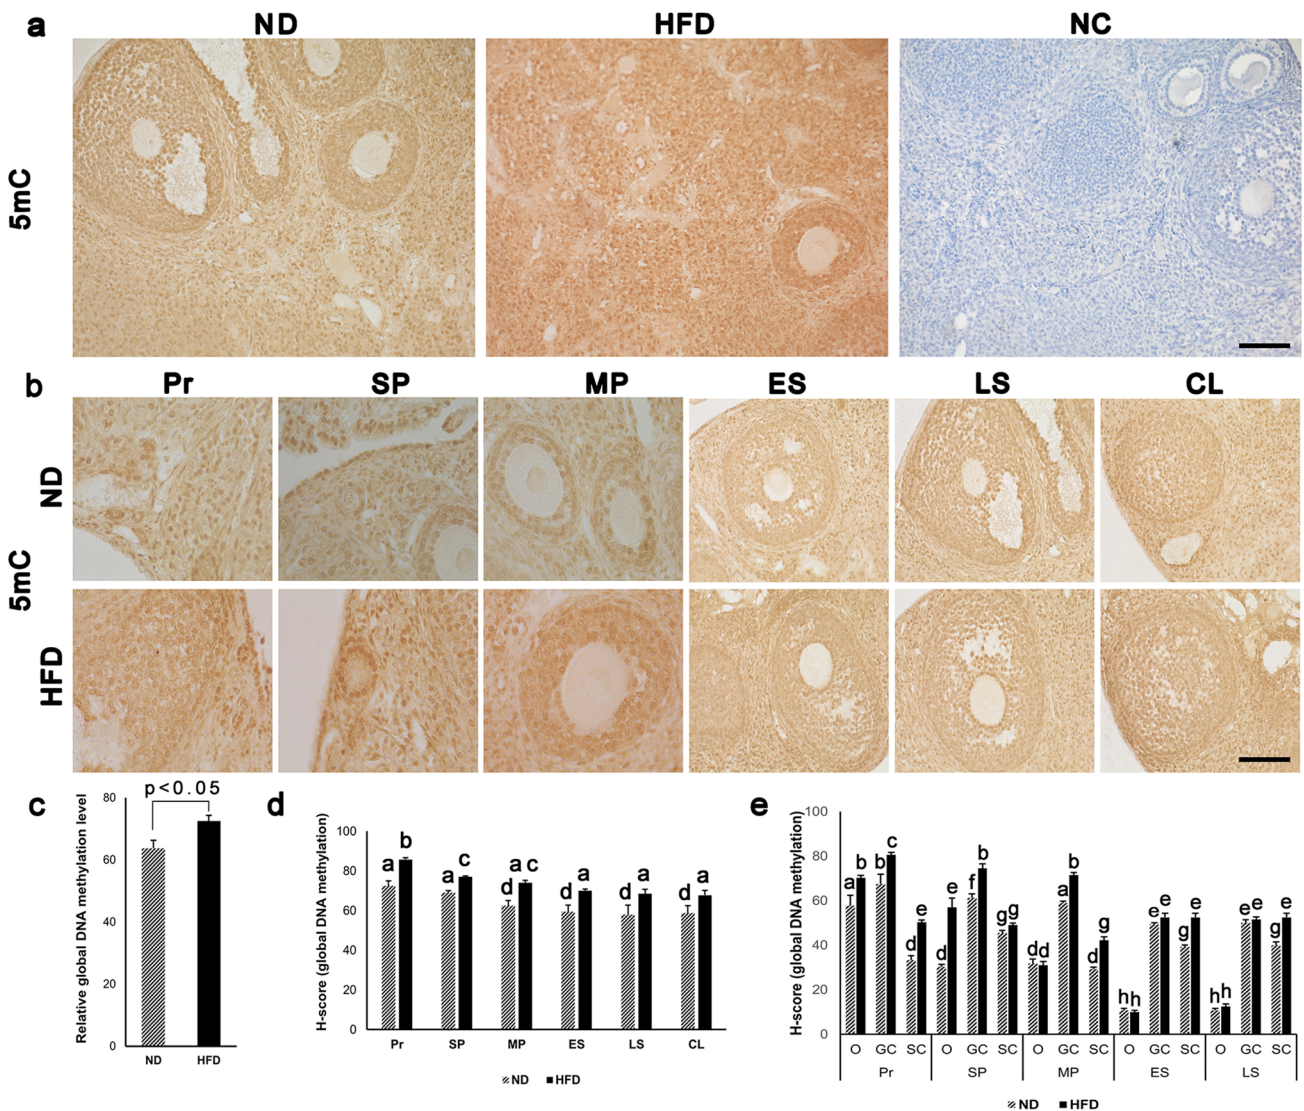 a
ND HFD NC
5mC
b
Pr SP MP ES LS CL
ND
5mC
HFD
c
p<0.05
Relative global DNA methylation level
80
60
40
20
0
ND HFD
d
H-score (global DNA methylation)
100
80
60
40
20
0
a b a c d a c d a d a d a
Pr SP MP ES LS CL
ND HFD
e
H-score (global DNA methylation)
100
80
60
40
20
0
a b b c d e d e f b g g d d a b d g h h e e g e h h e e g e
O GC SC O GC SC O GC SC O GC SC O GC SC
Pr SP MP ES LS
ND HFD